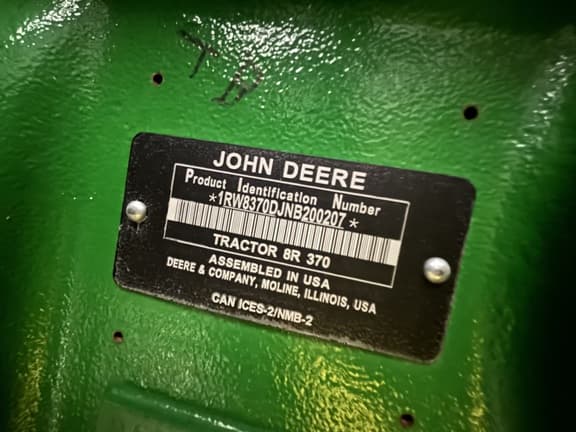 JOHN DEERE
Product Identification Number
*1RW8370DJNB200207*
TRACTOR 8R 370
ASSEMBLED IN USA
DEERE & COMPANY, MOLINE, ILLINOIS, USA
CAN ICES-2/NMB-2